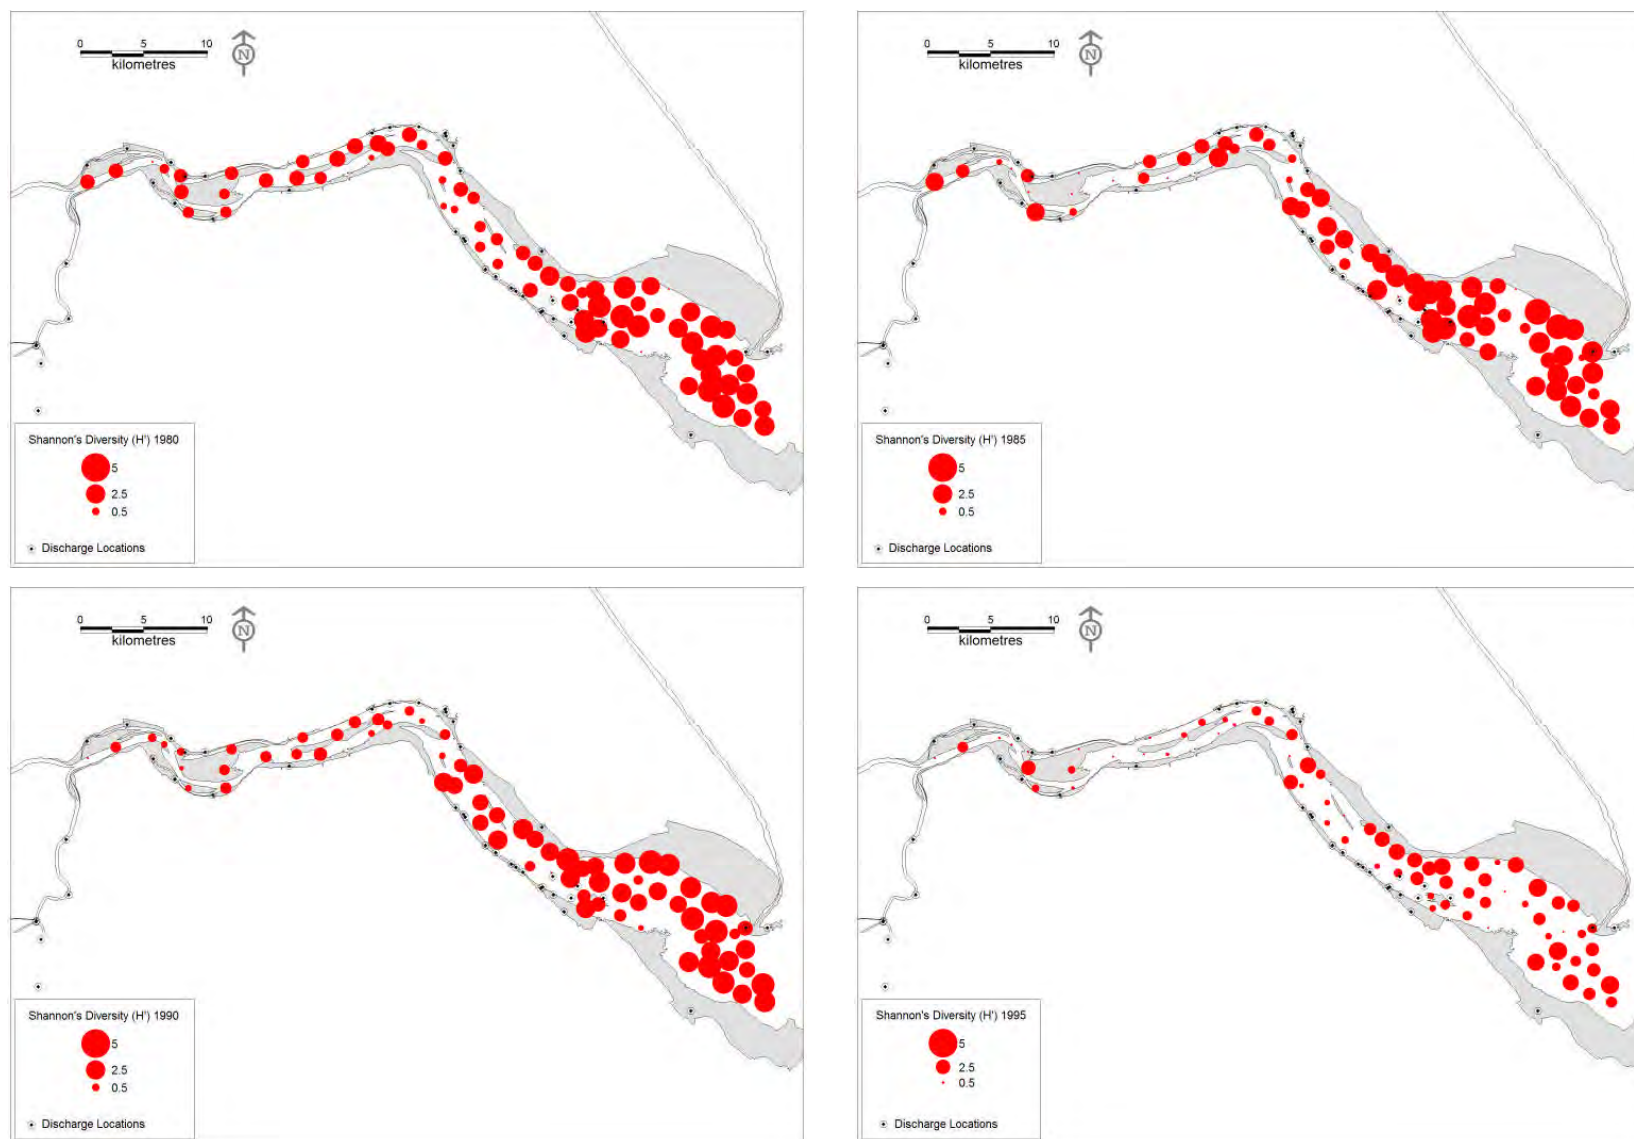 0 5 10
kilometres
N
Shannon's Diversity (H') 1980
5
2.5
0.5
Discharge Locations
0 5 10
kilometres
N
Shannon's Diversity (H') 1985
5
2.5
0.5
Discharge Locations
0 5 10
kilometres
N
Shannon's Diversity (H') 1990
5
2.5
0.5
Discharge Locations
0 5 10
kilometres
N
Shannon's Diversity (H') 1995
5
2.5
0.5
Discharge Locations